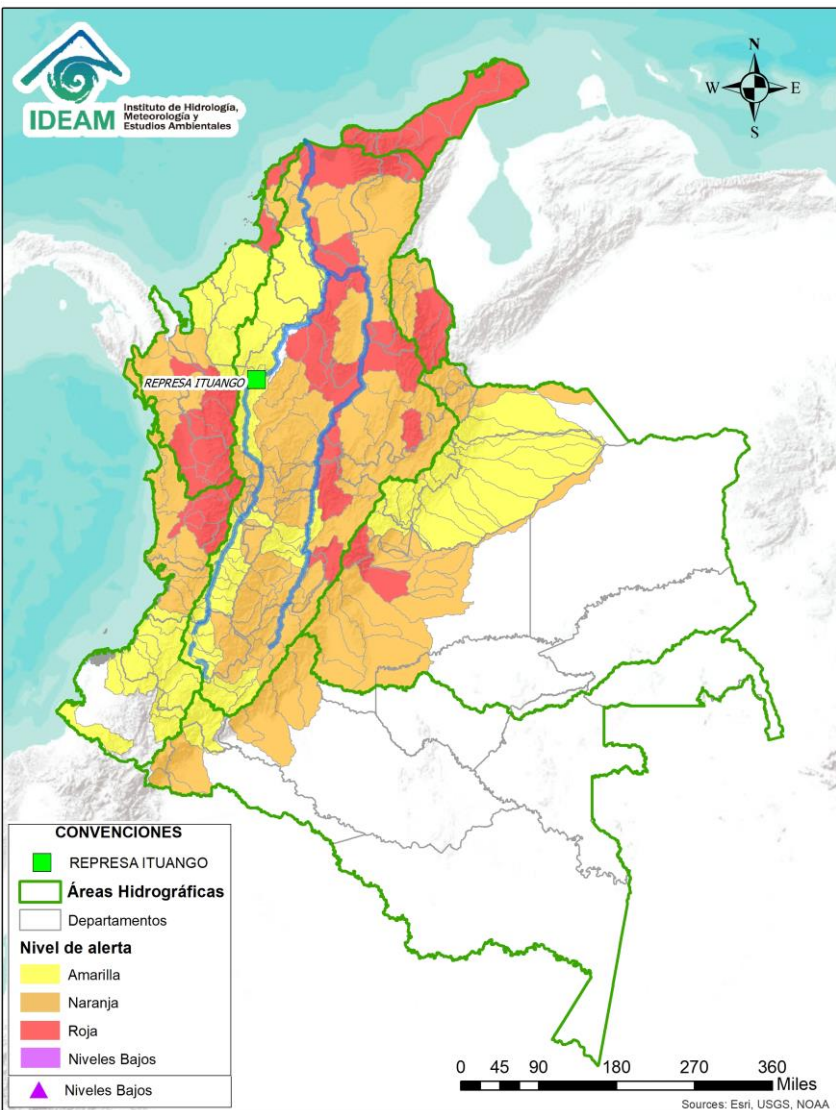 IDEAM
Instituto de Hidrología,
Meteorología y
Estudios Ambientales
N
W
E
S
REPRESA ITUANGO
CONVENCIONES
REPRESA ITUANGO
Áreas Hidrográficas
Departamentos
Nivel de alerta
Amarilla
Naranja
Roja
Niveles Bajos
Niveles Bajos
0 45 90 180 270 360
Miles
Sources: Esri, USGS, NOAA